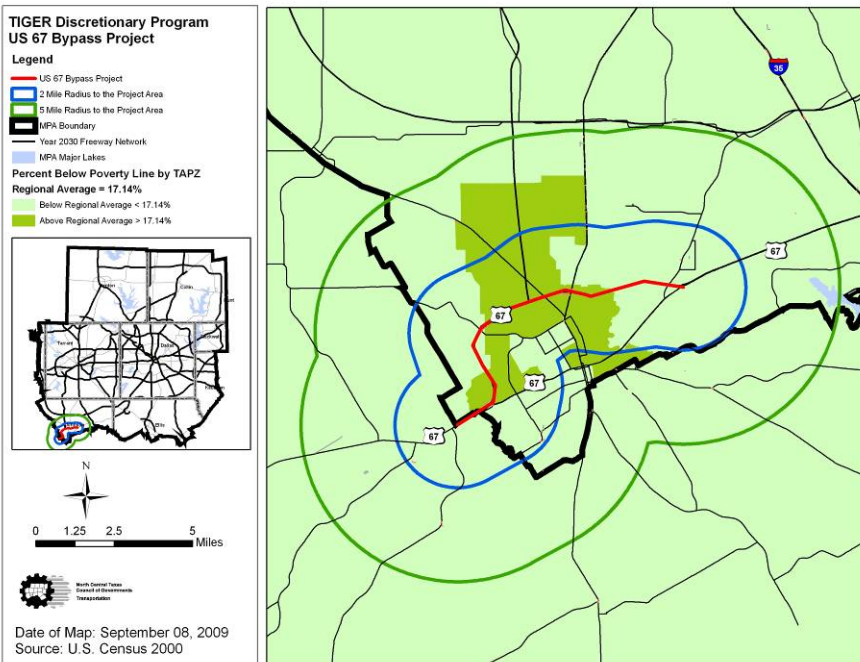 TIGER Discretionary Program
US 67 Bypass Project
Legend
US 67 Bypass Project
2 Mile Radius to the Project Area
5 Mile Radius to the Project Area
MPA Boundary
Year 2030 Freeway Network
MPA Major Lakes
Percent Below Poverty Line by TAPZ
Regional Average = 17.14%
Below Regional Average < 17.14%
Above Regional Average > 17.14%
Collin
Tarrant
Dallas
Ellis
N
0 1.25 2.5 5
Miles
North Central Texas
Council of Governments
Transportation
Date of Map: September 08, 2009
Source: U.S. Census 2000
35
67
67
67
67